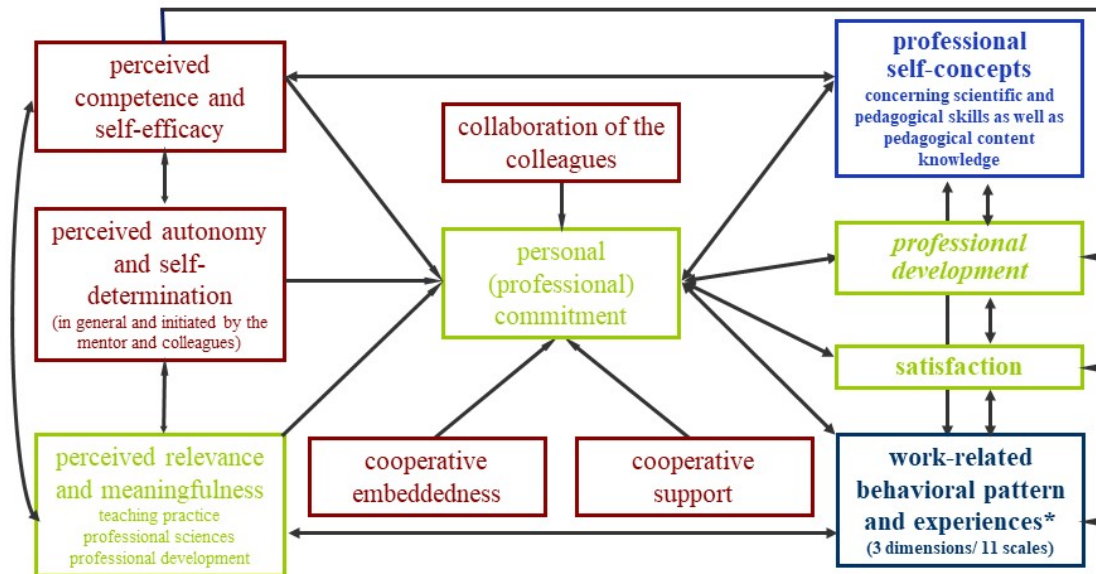 perceived
competence and
self-efficacy
professional
self-concepts
concerning scientific and
pedagogical skills as well as
pedagogical content
knowledge
collaboration of the
colleagues
perceived autonomy
and self-
determination
(in general and initiated by the
mentor and colleagues)
personal
(professional)
commitment
professional
development
satisfaction
perceived relevance
and meaningfulness
teaching practice
professional sciences
professional development
cooperative
embeddedness
cooperative
support
work-related
behavioral pattern
and experiences*
(3 dimensions/ 11 scales)